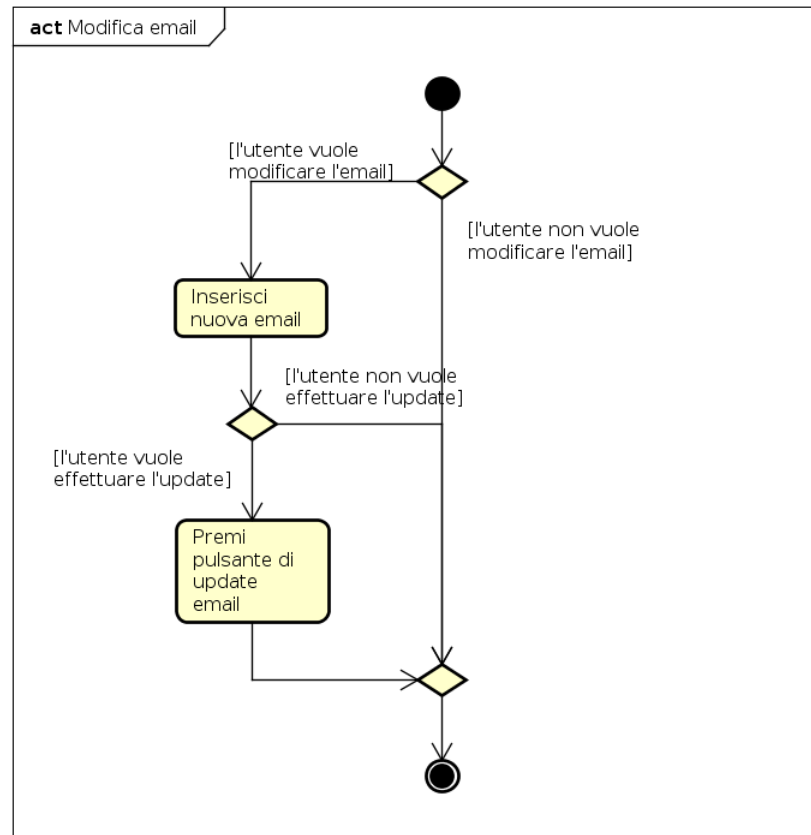 act Modifica email
[l'utente vuole
modificare l'email]
[l'utente non vuole
modificare l'email]
Inserisci
nuova email
[l'utente non vuole
effettuare l'update]
[l'utente vuole
effettuare l'update]
Premi
pulsante di
update
email